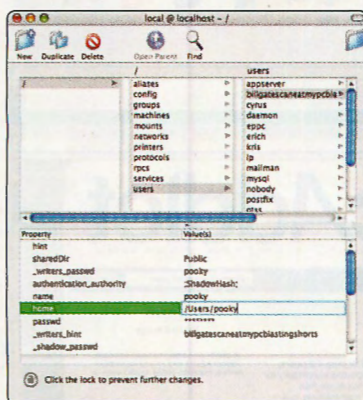 local @ localhost - /
New Duplicate Delete Open Parent Find
/ users
/ aliases appserver
config billgatescaneatmypcblas
groups cyrus
machines daemon
mounts eppc
networks erich
printers kris
protocols lp
rpcs mailman
services mysql
users nobody
postfix
Property Value(s)
hint
sharedDir Public
_writers_passwd pooky
authentication_authority ;ShadowHash;
name pooky
home /Users/pooky
passwd ********
_writers_hint billgatescaneatmypcblastingshorts
_shadow_passwd
Click the lock to prevent further changes.